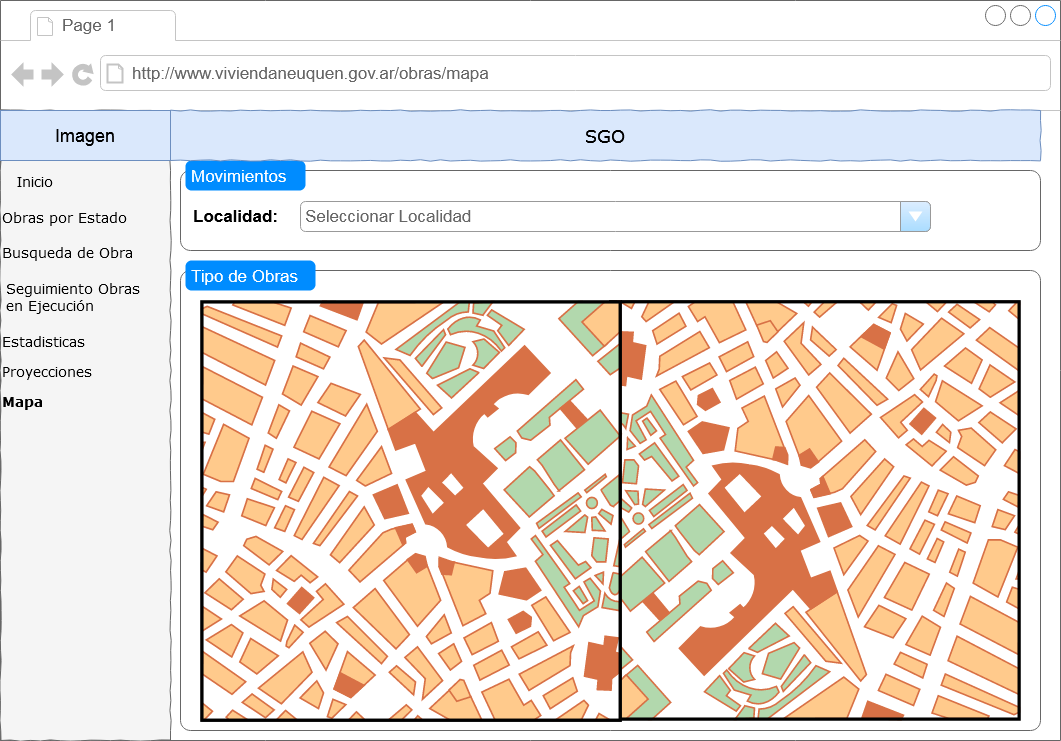 Page 1
http://www.viviendaneuquen.gov.ar/obras/mapa
Imagen
SGO
Inicio
Obras por Estado
Busqueda de Obra
Seguimiento Obras
en Ejecución
Estadisticas
Proyecciones
Mapa
Movimientos
Localidad:
Seleccionar Localidad
Tipo de Obras